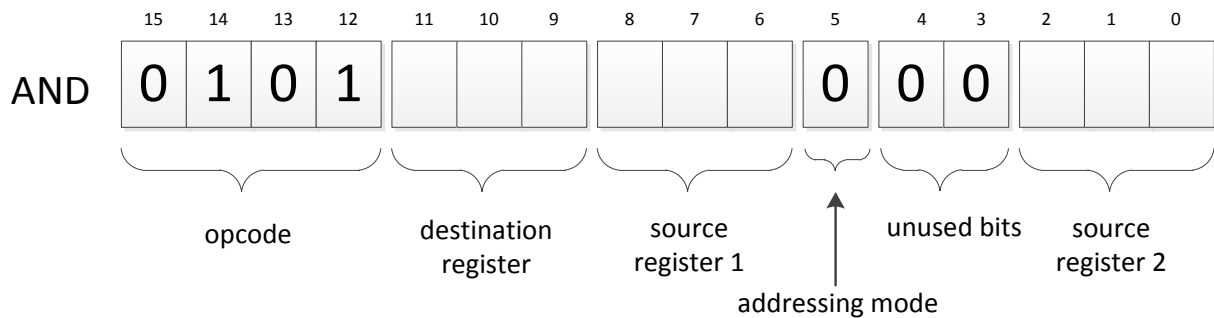 15 14 13 12 11 10 9 8 7 6 5 4 3 2 1 0
AND 0 1 0 1 0 0 0
opcode
destination
register
source
register 1
addressing mode
unused bits
source
register 2